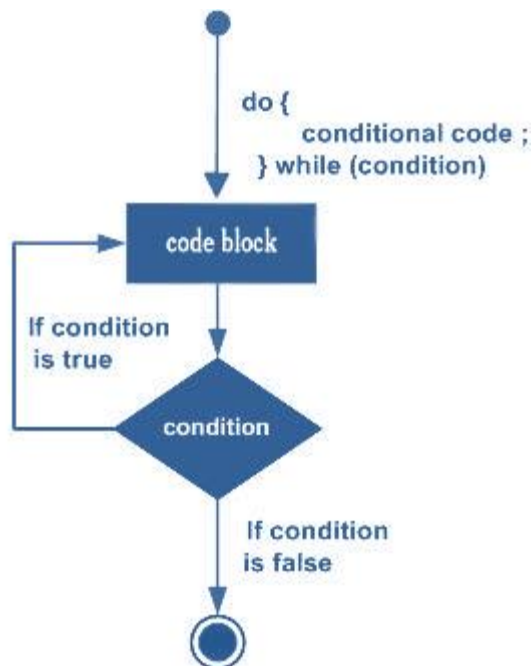 do {
conditional code ;
} while (condition)
code block
If condition
is true
condition
If condition
is false